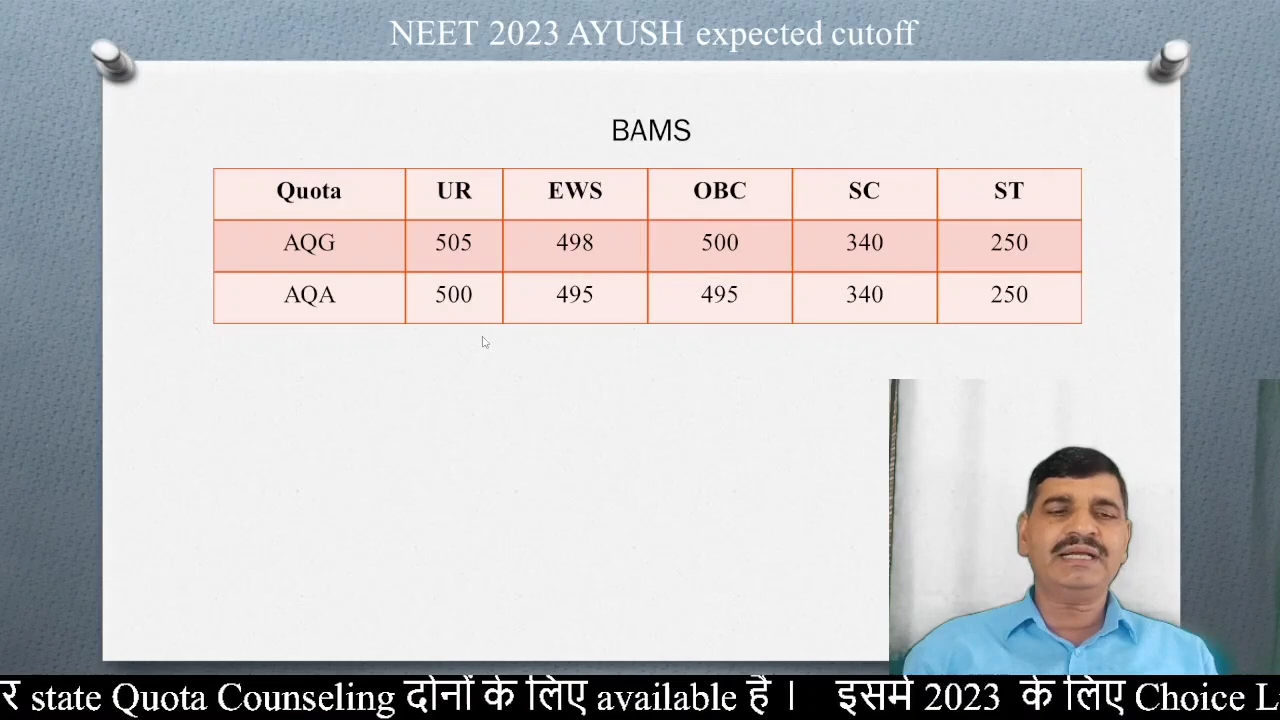 NEET 2023 AYUSH expected cutoff
BAMS
Quota UR EWS OBC SC ST
AQG 505 498 500 340 250
AQA 500 495 495 340 250
र state Quota Counseling दोनों के लिए available हैं । इसमें 2023 के लिए Choice L